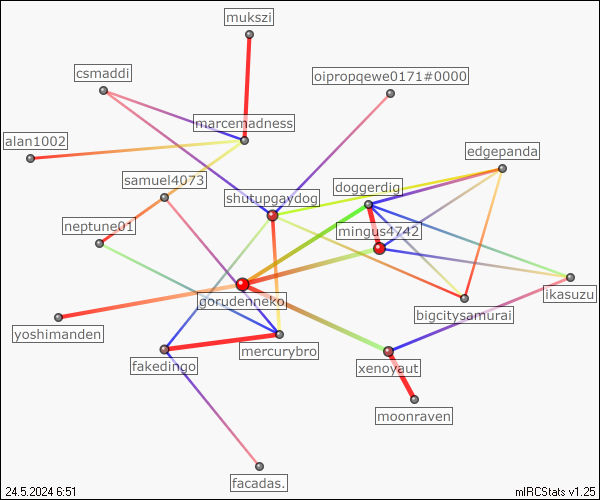 mukszi
csmaddi
oipropqewe0171#0000
marcemadness
alan1002
edgepanda
samuel4073
doggerdig
shutupgaydog
neptune01
mingus4742
gorudenneko
ikasuzu
bigcitysamurai
yoshimanden
mercurybro
fakedingo
xenoyaut
moonraven
facadas.
24.5.2024 6:51
mIRCStats v1.25